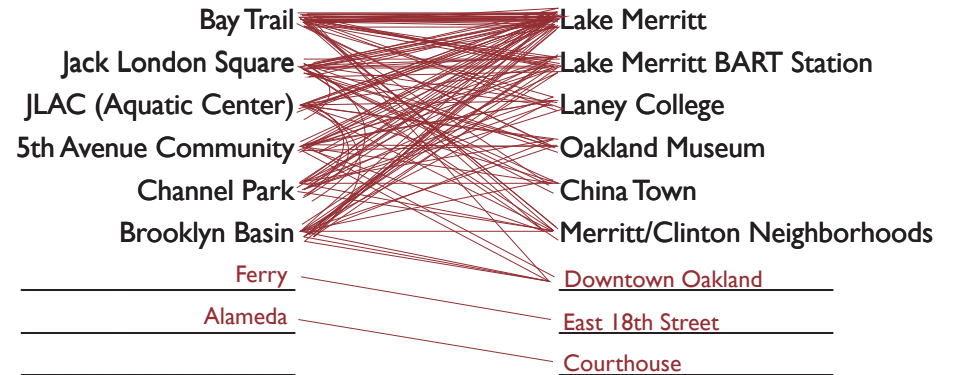 Bay Trail Lake Merritt
Jack London Square Lake Merritt BART Station
JLAC (Aquatic Center) Laney College
5th Avenue Community Oakland Museum
Channel Park China Town
Brooklyn Basin Merritt/Clinton Neighborhoods
Ferry Downtown Oakland
Alameda East 18th Street
Courthouse